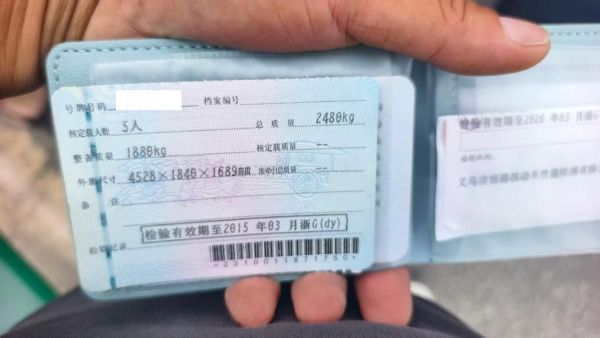 号牌号码 档案编号
核定载人数 5人 总质量 2480kg
整备质量 1880kg 核定载质量 --
外廓尺寸 4528×1840×1689 准牵引总质量 --
备注
检验有效期至2015年03月浙G(dy)
检验记录
*2310013871750*
检验有效期至2026年03月浙G